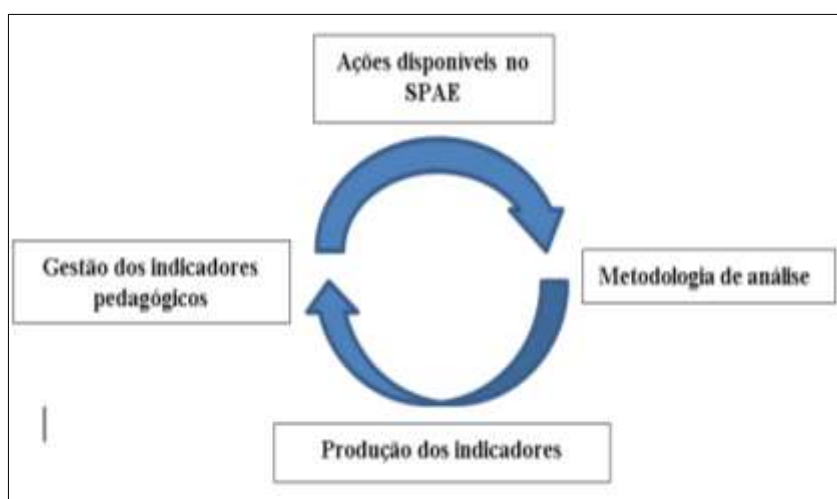 Ações disponíveis no
SPAE
Gestão dos indicadores
pedagógicos
Metodologia de análise
Produção dos indicadores